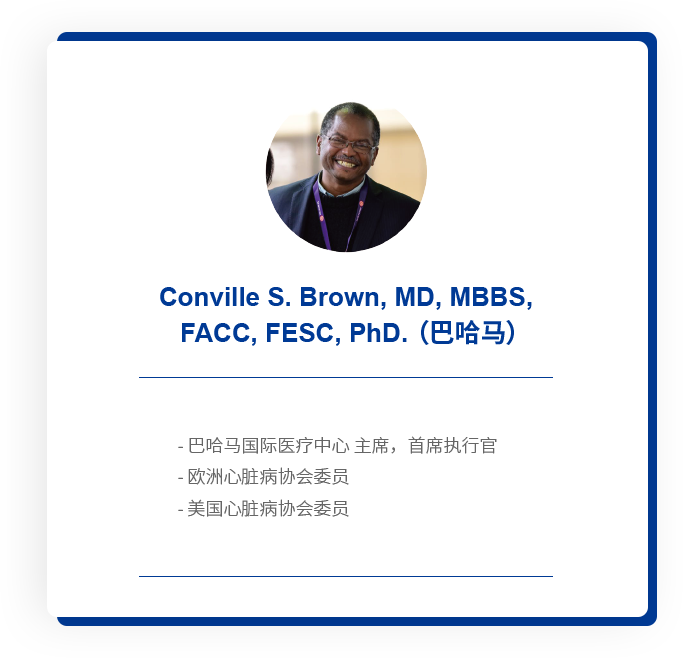 Conville S. Brown, MD, MBBS,
FACC, FESC, PhD.（巴哈马）
- 巴哈马国际医疗中心 主席，首席执行官
- 欧洲心脏病协会委员
- 美国心脏病协会委员